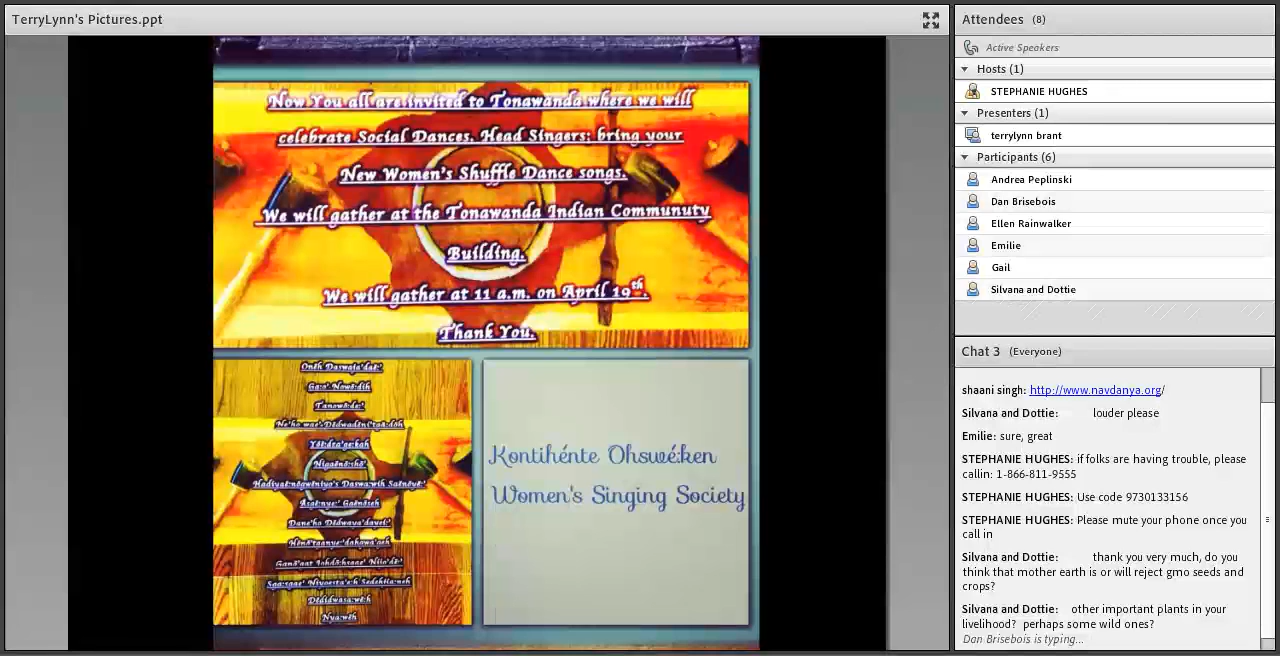 TerryLynn's Pictures.ppt
Now You all are invited to Tonawanda where we will
celebrate Social Dances. Head Singers: bring your
New Women's Shuffle Dance songs.
We will gather at the Tonawanda Indian Communuty
Building.
We will gather at 11 a.m. on April 19th.
Thank You.
Ga:o' Nowö:dih
Dëdidwasa:wë:h
Nya:wëh
Kontihénte Ohswé:ken
Women's Singing Society
Attendees (8)
Active Speakers
Hosts (1)
STEPHANIE HUGHES
Presenters (1)
terrylynn brant
Participants (6)
Andrea Peplinski
Dan Brisebois
Ellen Rainwalker
Emilie
Gail
Silvana and Dottie
Chat 3 (Everyone)
shaani singh: http://www.navdanya.org/
Silvana and Dottie: louder please
Emilie: sure, great
STEPHANIE HUGHES: if folks are having trouble, please
callin: 1-866-811-9555
STEPHANIE HUGHES: Use code 9730133156
STEPHANIE HUGHES: Please mute your phone once you
call in
Silvana and Dottie: thank you very much, do you
think that mother earth is or will reject gmo seeds and
crops?
Silvana and Dottie: other important plants in your
livelihood? perhaps some wild ones?
Dan Brisebois is typing...